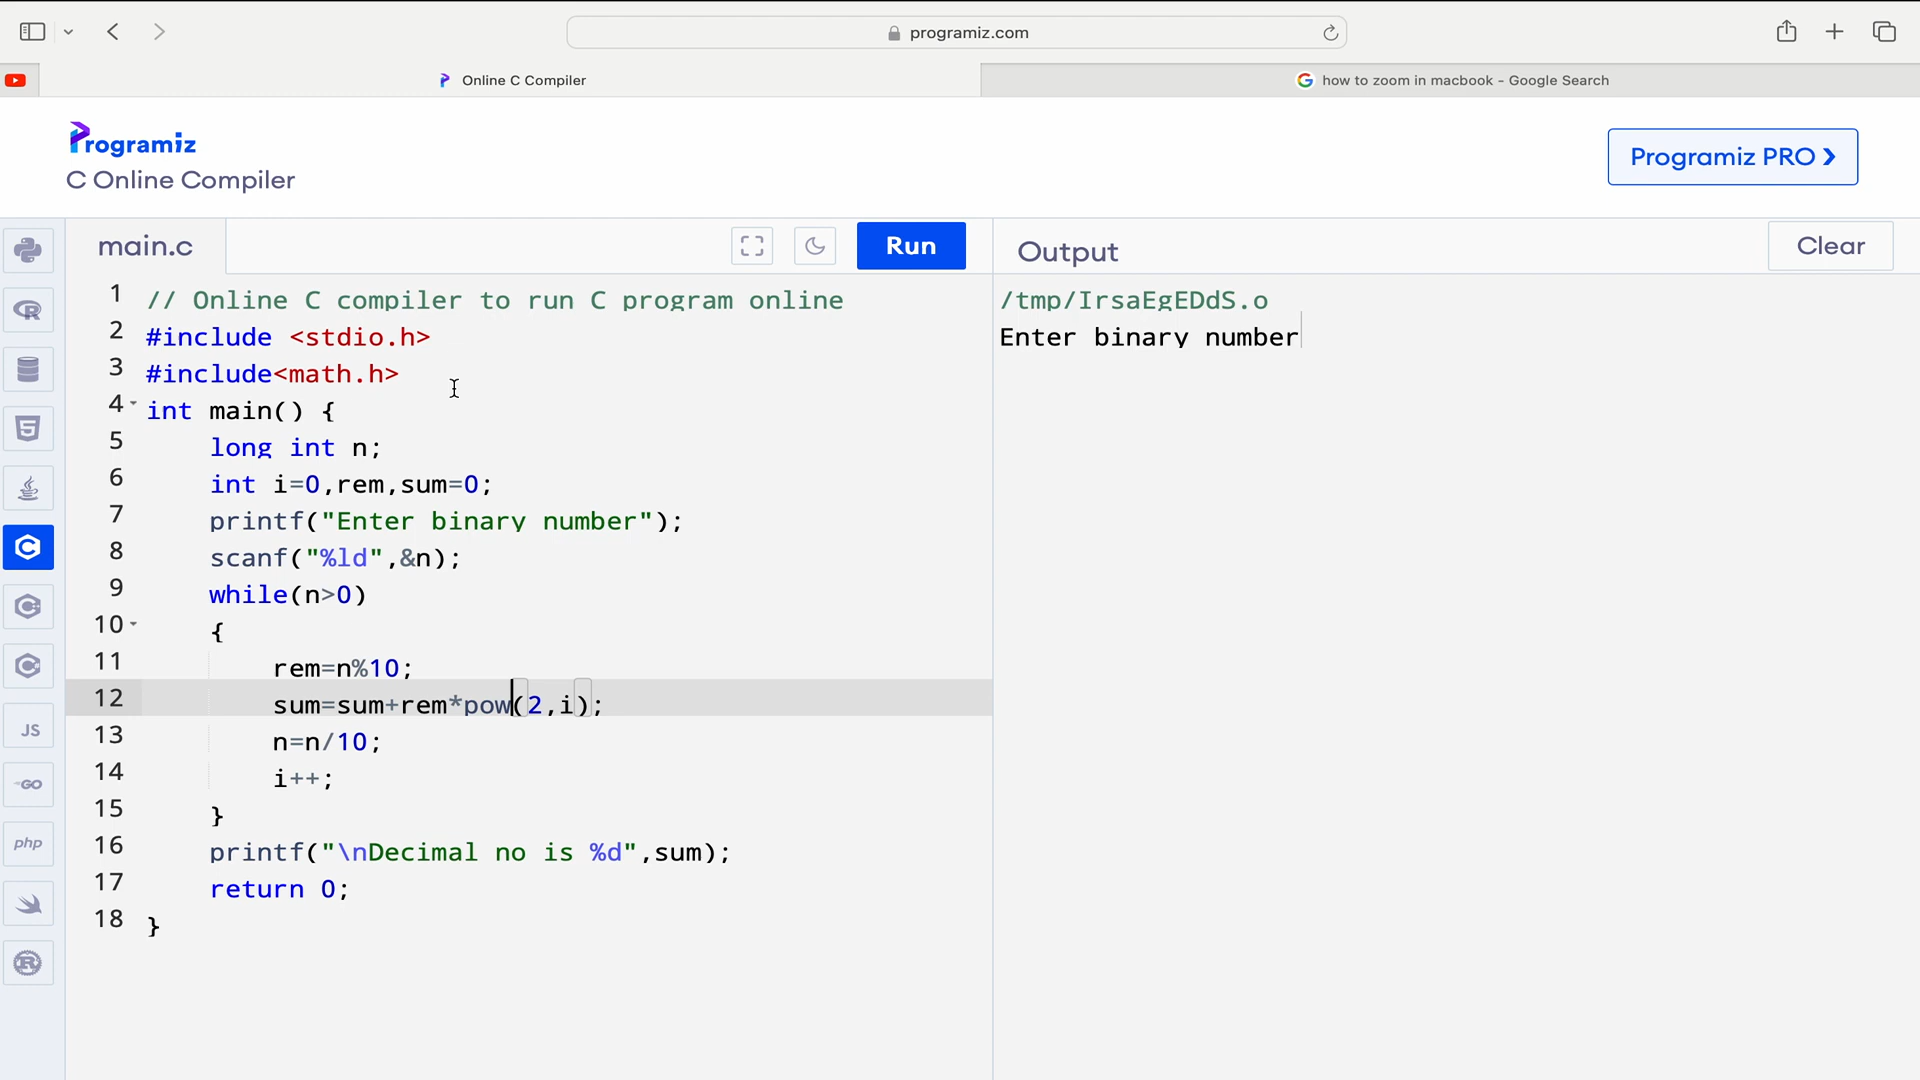 programiz.com
Online C Compiler
how to zoom in macbook - Google Search
Programiz
C Online Compiler
Programiz PRO ❯
main.c
Run
Output
Clear
1 // Online C compiler to run C program online
2 #include <stdio.h>
3 #include<math.h>
4 int main() {
5 long int n;
6 int i=0,rem,sum=0;
7 printf("Enter binary number");
8 scanf("%ld",&n);
9 while(n>0)
10 {
11 rem=n%10;
12 sum=sum+rem*pow(2,i);
13 n=n/10;
14 i++;
15 }
16 printf("\nDecimal no is %d",sum);
17 return 0;
18 }
/tmp/IrsaEgEDdS.o
Enter binary number
JS
GO
php